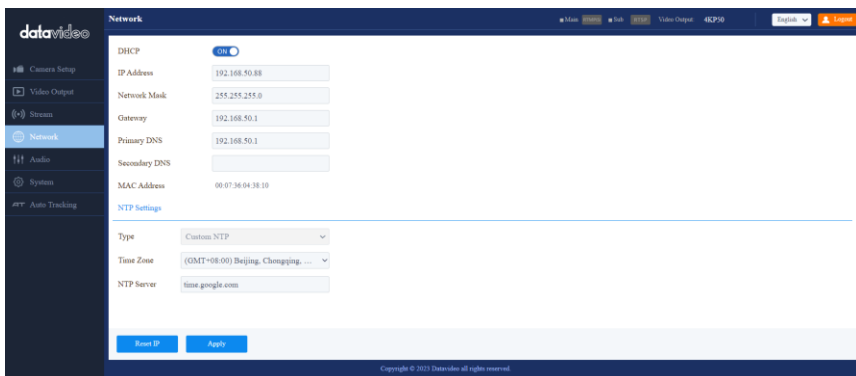 datavideo
Network
Main
Sub
RTSP
Video Output: 4KP50
English
Logout
Camera Setup
Video Output
Stream
Network
Audio
System
Auto Tracking
DHCP ON
IP Address 192.168.50.88
Network Mask 255.255.255.0
Gateway 192.168.50.1
Primary DNS 192.168.50.1
Secondary DNS
MAC Address 00:07:36:04:38:10
NTP Settings
Type Custom NTP
Time Zone (GMT+08:00) Beijing, Chongqing, ...
NTP Server time.google.com
Reset IP Apply
Copyright © 2023 Datavideo all rights reserved.